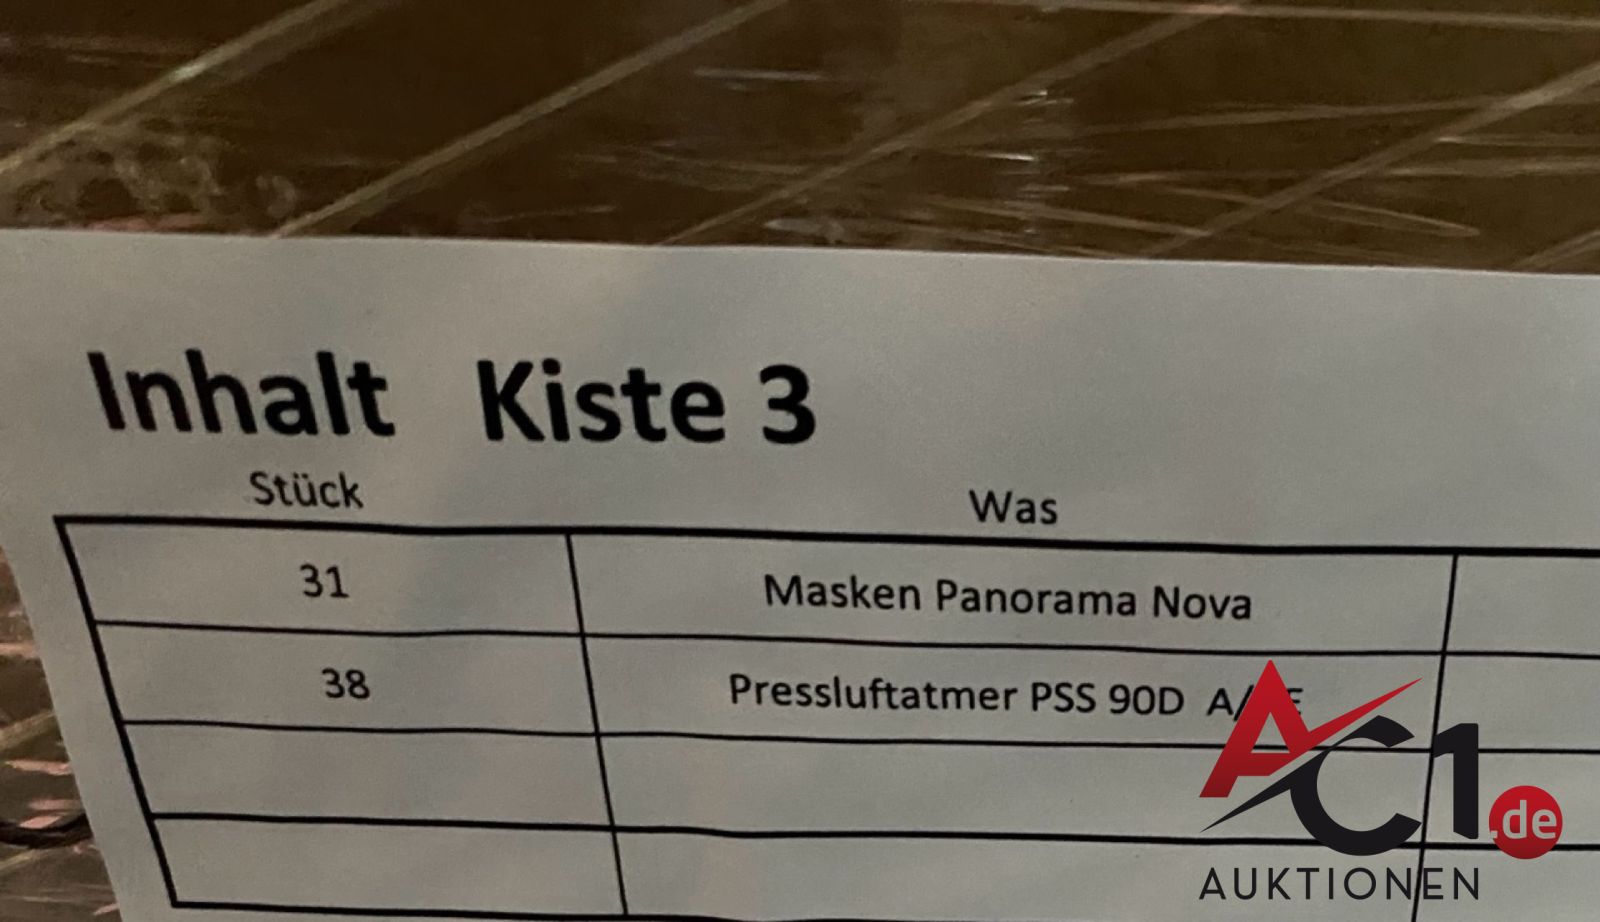 Inhalt Kiste 3
Stück Was
31 Masken Panorama Nova
38 Pressluftatmer PSS 90D
AC1.de
AUKTIONEN